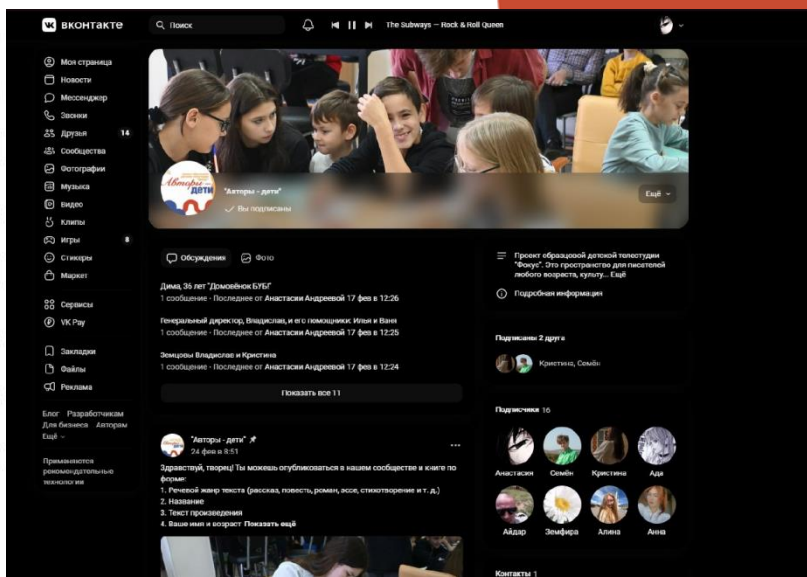 вконтакте
Поиск
The Subways — Rock & Roll Queen
Моя страница
Новости
Мессенджер
Звонки
Друзья 14
Сообщества
Фотографии
Музыка
Видео
Клипы
Игры 8
Стикеры
Маркет
Сервисы
VK Pay
Закладки
Файлы
Реклама
Блог Разработчикам
Для бизнеса Авторам
Ещё
Применяются
рекомендательные
технологии
Авторы -
дети
"Авторы - дети"
Вы подписаны
Ещё
Обсуждения Фото
Дима, 36 лет "Домовёнок БУБГ"
1 сообщение · Последнее от Анастасии Андреевой 17 фев в 12:26
Генеральный директор, Владислав, и его помощники: Илья и Ваня
1 сообщение · Последнее от Анастасии Андреевой 17 фев в 12:25
Земцовы Владислав и Кристина
1 сообщение · Последнее от Анастасии Андреевой 17 фев в 12:24
Показать все 11
"Авторы - дети"
24 фев в 8:51
Здравствуй, творец! Ты можешь опубликоваться в нашем сообществе и книге по
форме:
1. Речевой жанр текста (рассказ, повесть, роман, эссе, стихотворение и т. д.)
2. Название
3. Текст произведения
4. Ваше имя и возраст Показать ещё
Проект образцовой детской телестудии
"Фокус". Это пространство для писателей
любого возраста, культу... Ещё
Подробная информация
Подписаны 2 друга
Кристина, Семён
Подписчики 16
Анастасия Семён Кристина Ада
Айдар Земфира Алина Анна
Контакты 1